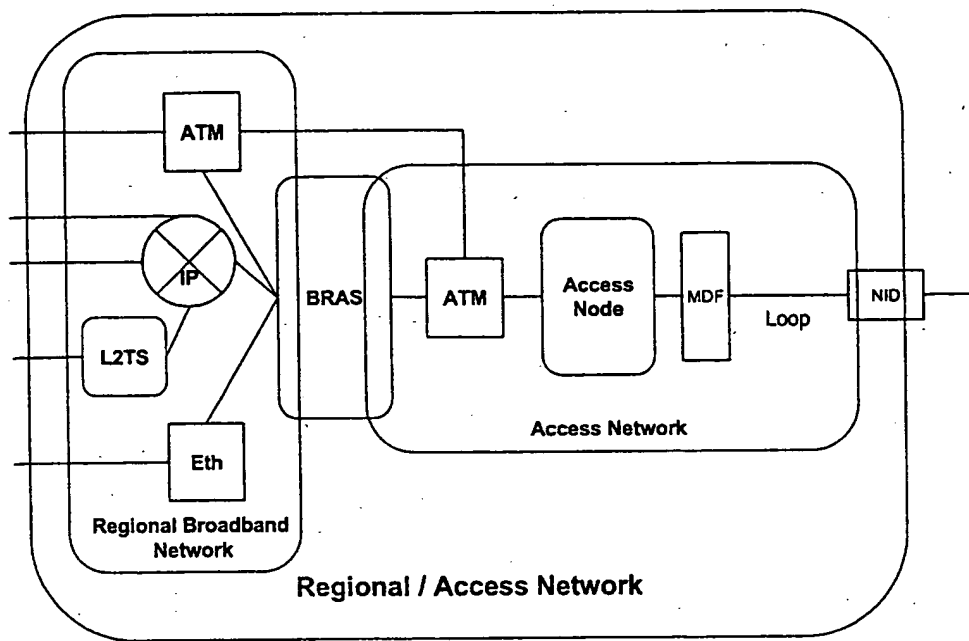 ATM
IP
L2TS
Eth
Regional Broadband
Network
BRAS
ATM
Access
Node
MDF
Loop
NID
Access Network
Regional / Access Network